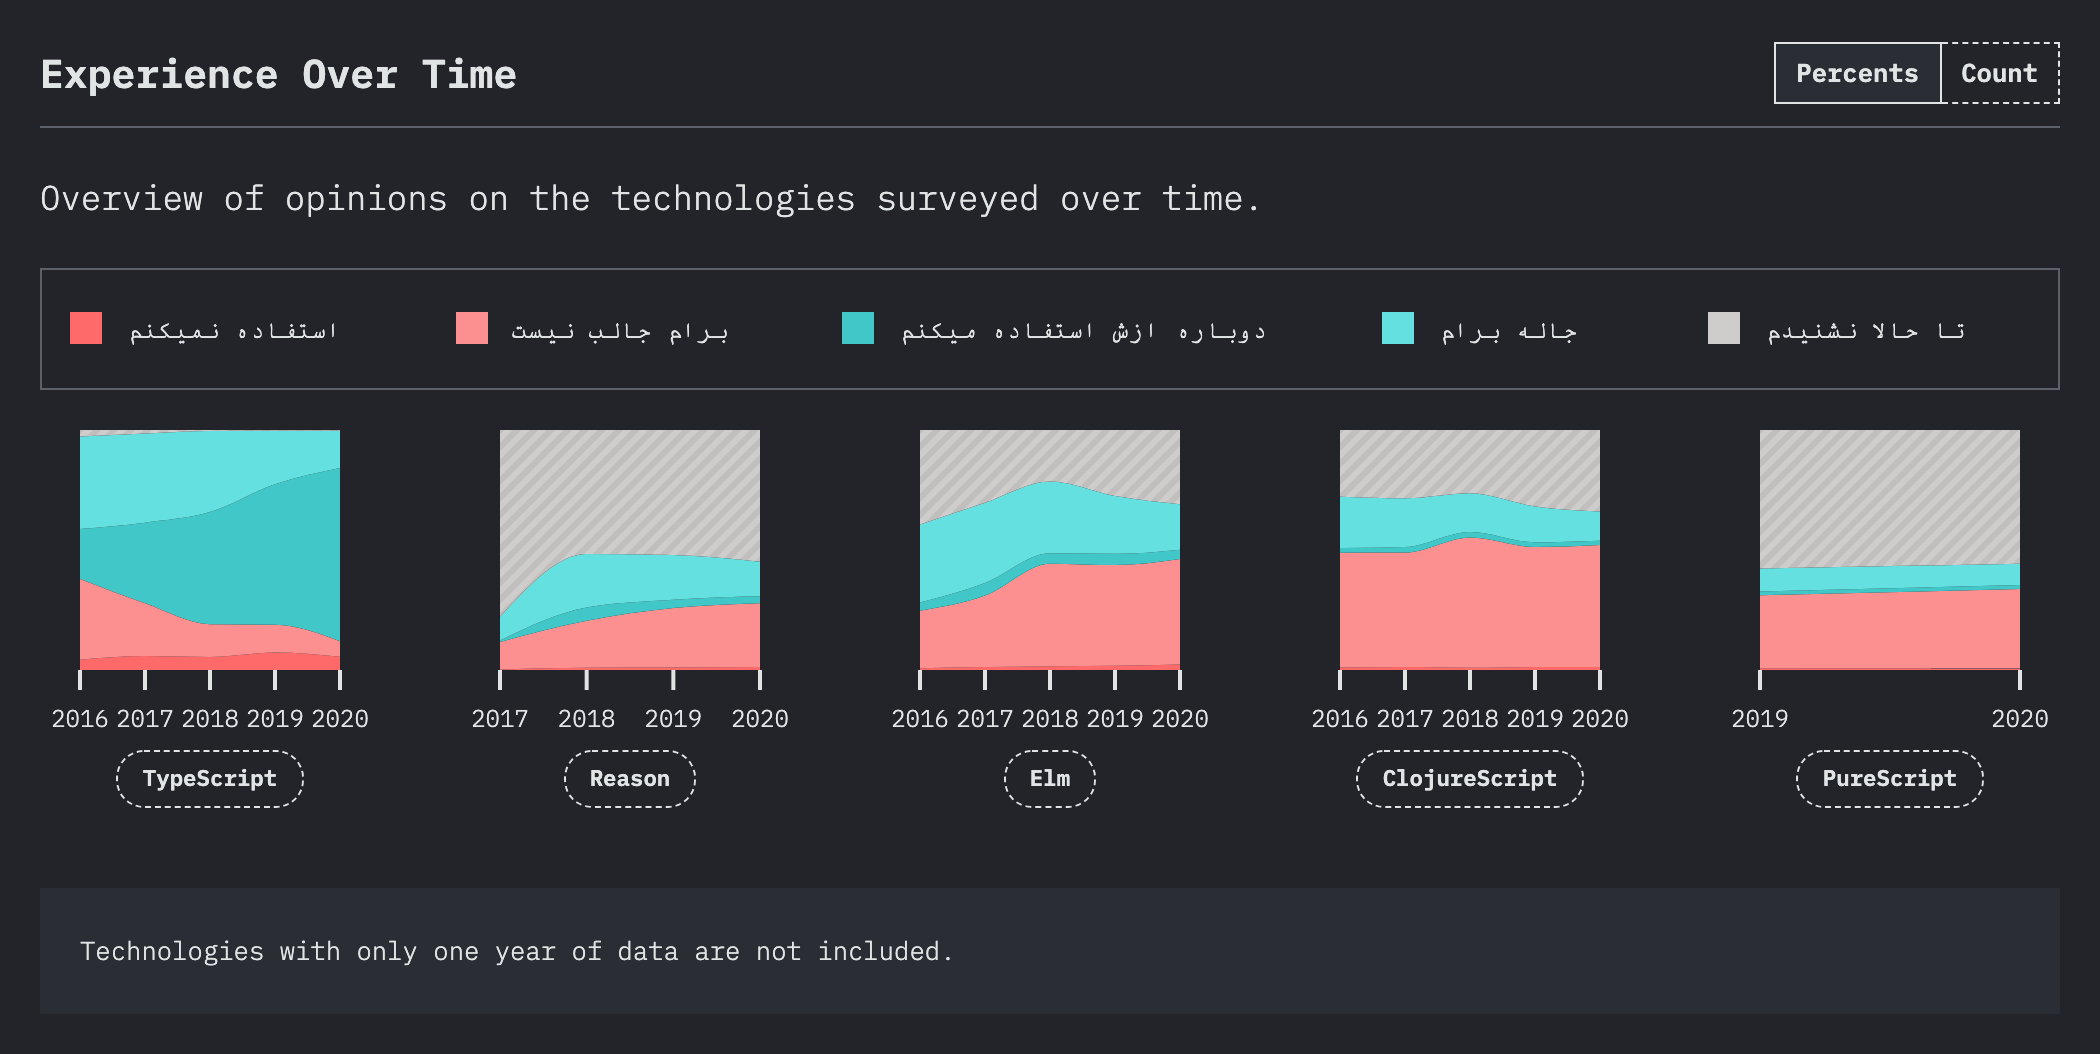 Experience Over Time
Percents
Count
Overview of opinions on the technologies surveyed over time.
استفاده نمیکنم
برام جالب نیست
دوباره ازش استفاده میکنم
جاله برام
تا حالا نشنیدم
2016 2017 2018 2019 2020
TypeScript
2017 2018 2019 2020
Reason
2016 2017 2018 2019 2020
Elm
2016 2017 2018 2019 2020
ClojureScript
2019 2020
PureScript
Technologies with only one year of data are not included.